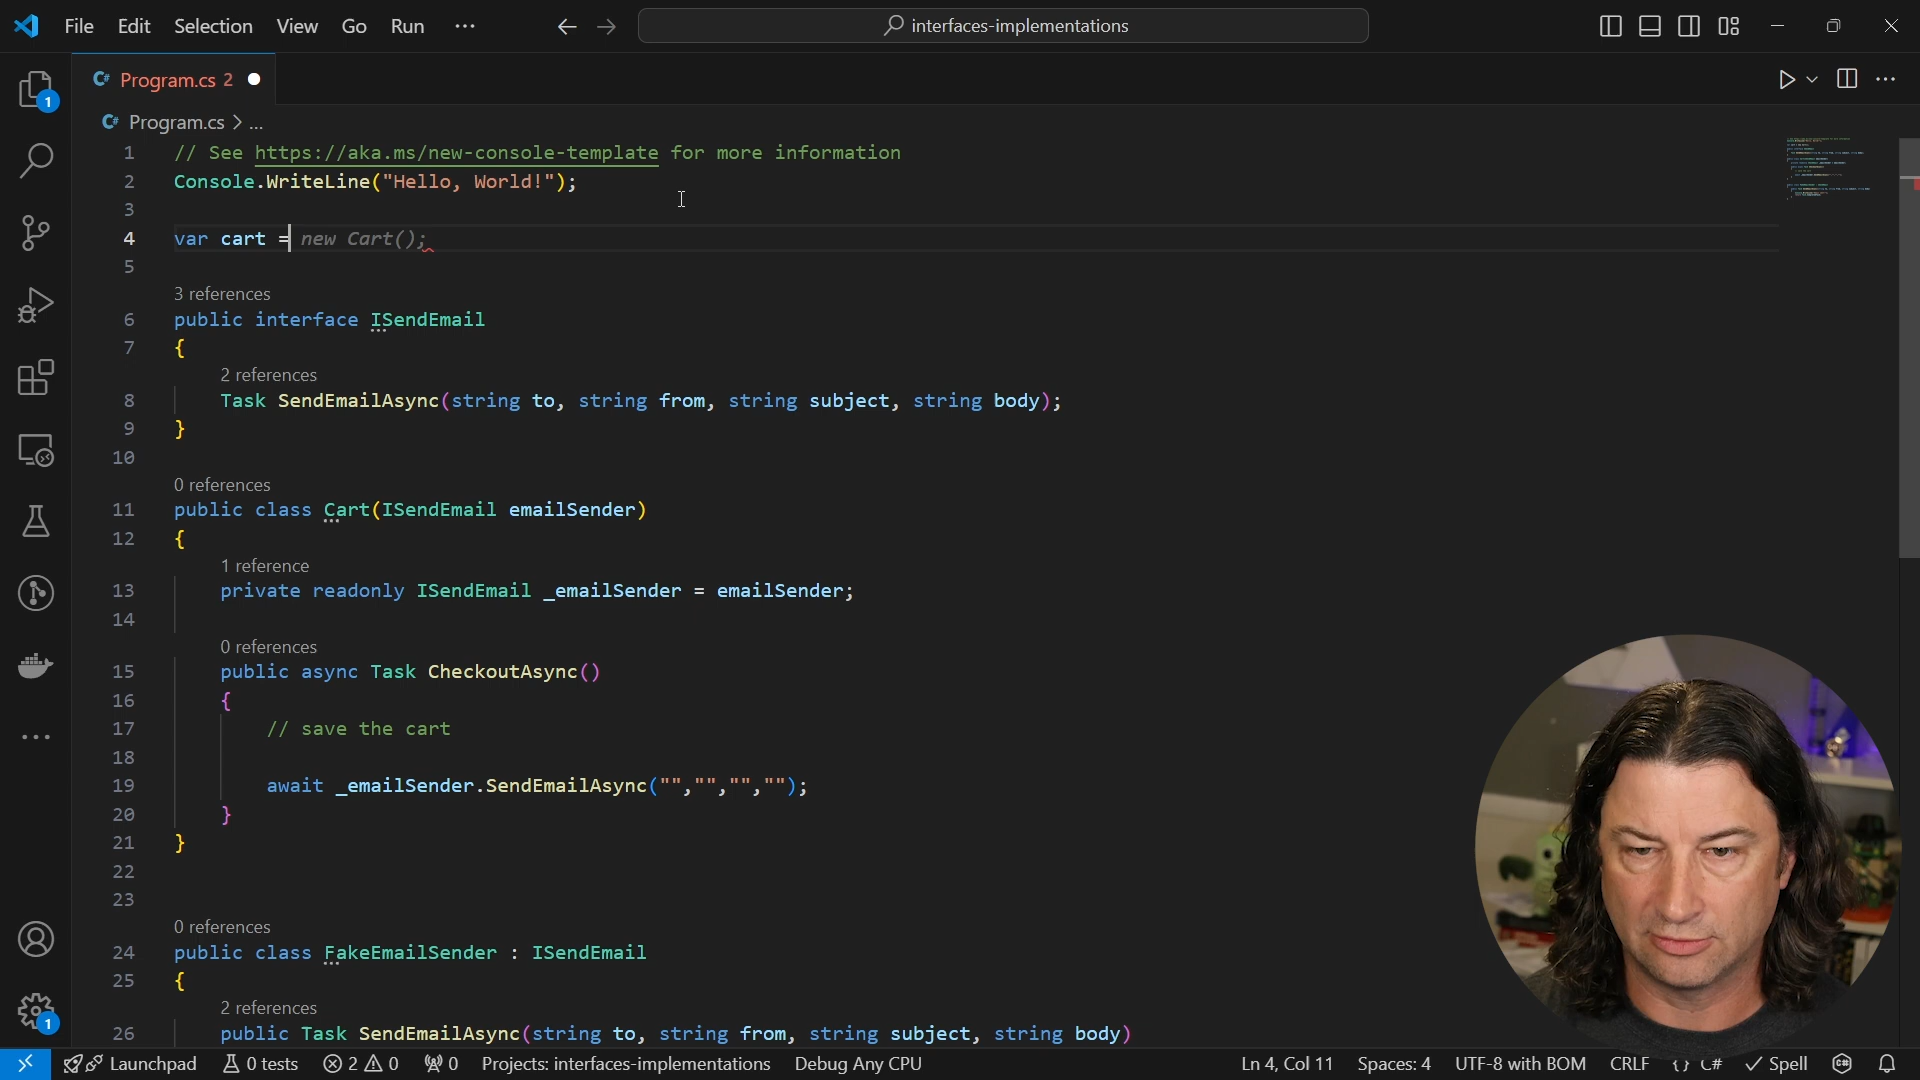 File Edit Selection View Go Run ...
interfaces-implementations
C# Program.cs 2
C# Program.cs > ...
1 // See https://aka.ms/new-console-template for more information
2 Console.WriteLine("Hello, World!");
3
4 var cart = new Cart();
5
3 references
6 public interface ISendEmail
7 {
2 references
8 Task SendEmailAsync(string to, string from, string subject, string body);
9 }
10
0 references
11 public class Cart(ISendEmail emailSender)
12 {
1 reference
13 private readonly ISendEmail _emailSender = emailSender;
14
0 references
15 public async Task CheckoutAsync()
16 {
17 // save the cart
18
19 await _emailSender.SendEmailAsync("","","","");
20 }
21 }
22
23
0 references
24 public class FakeEmailSender : ISendEmail
25 {
2 references
26 public Task SendEmailAsync(string to, string from, string subject, string body)
1
1
Launchpad 0 tests 2 0 0 Projects: interfaces-implementations Debug Any CPU Ln 4, Col 11 Spaces: 4 UTF-8 with BOM CRLF {} C# Spell